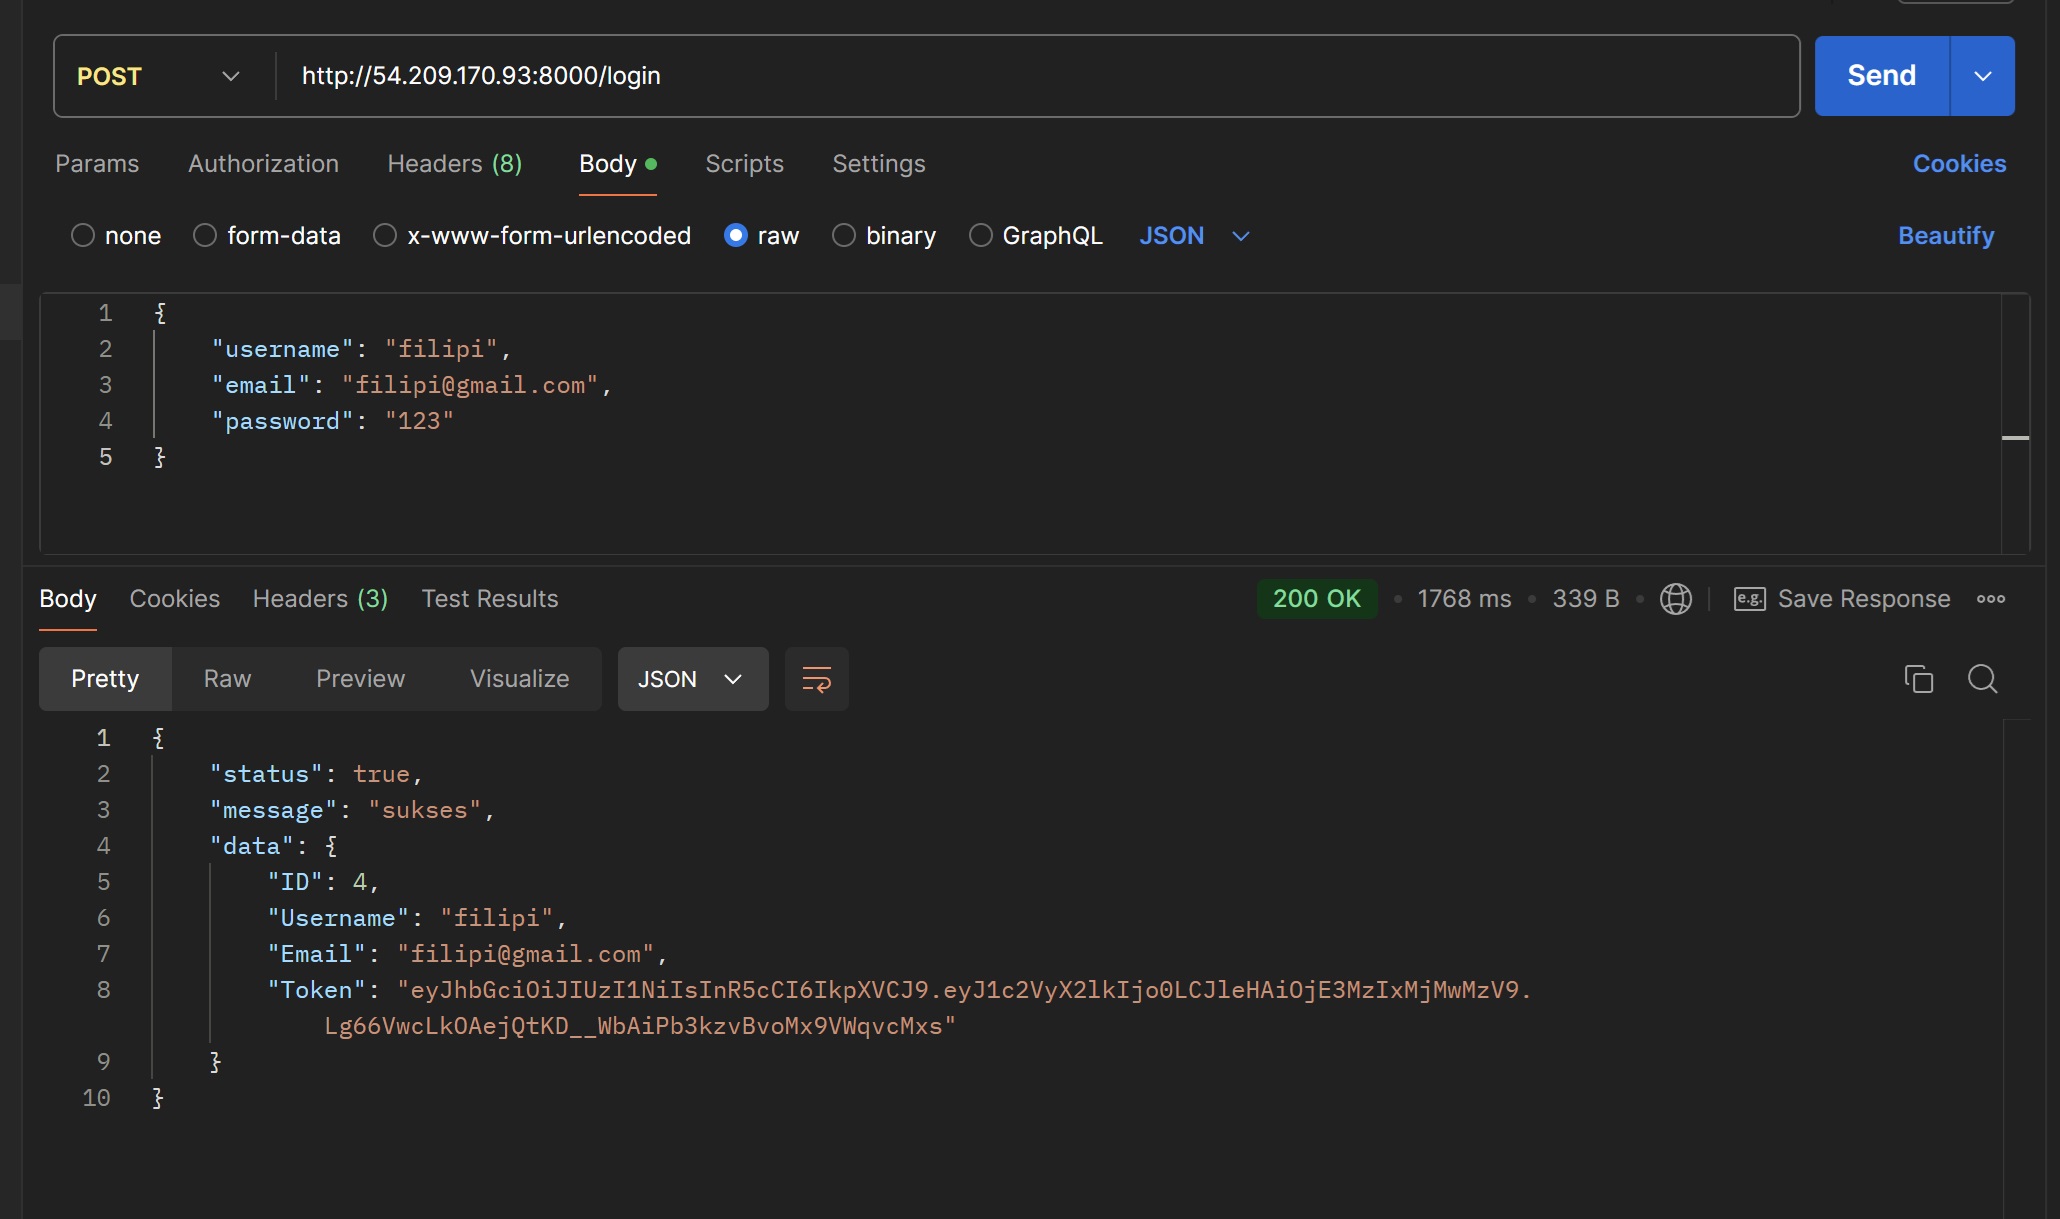 POST http://54.209.170.93:8000/login Send
Params Authorization Headers (8) Body Scripts Settings Cookies
none form-data x-www-form-urlencoded raw binary GraphQL JSON Beautify
1 {
2 "username": "filipi",
3 "email": "filipi@gmail.com",
4 "password": "123"
5 }
Body Cookies Headers (3) Test Results 200 OK • 1768 ms • 339 B • e.g. Save Response
Pretty Raw Preview Visualize JSON
1 {
2 "status": true,
3 "message": "sukses",
4 "data": {
5 "ID": 4,
6 "Username": "filipi",
7 "Email": "filipi@gmail.com",
8 "Token": "eyJhbGciOiJIUzI1NiIsInR5cCI6IkpXVCJ9.eyJ1c2VyX2lkIjo0LCJleHAiOjE3MzIxMjMwMzV9.
Lg66VwcLkOAejQtKD__WbAiPb3kzvBvoMx9VWqvcMxs"
9 }
10 }